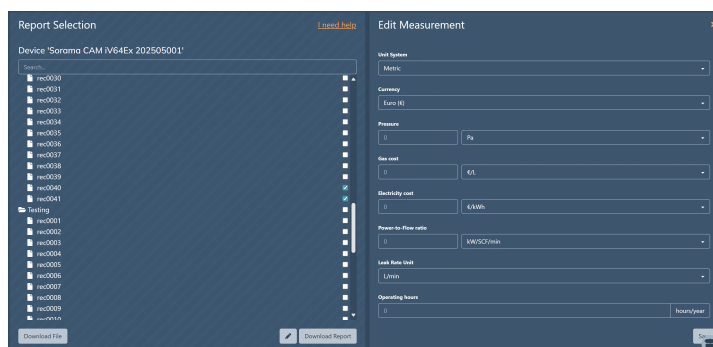 Report Selection
I need help
Device 'Sorama CAM iV64Ex 202505001'
Search...
rec0030
rec0031
rec0032
rec0033
rec0034
rec0035
rec0036
rec0037
rec0038
rec0039
rec0040
rec0041
Testing
rec0001
rec0002
rec0003
rec0004
rec0005
rec0006
rec0007
rec0008
rec0009
rec0010
Download File
Download Report
Edit Measurement
Unit System
Metric
Currency
Euro (€)
Pressure
0 Pa
Gas cost
0 €/L
Electricity cost
0 €/kWh
Power-to-Flow ratio
0 kW/SCF/min
Leak Rate Unit
L/min
Operating hours
0 hours/year